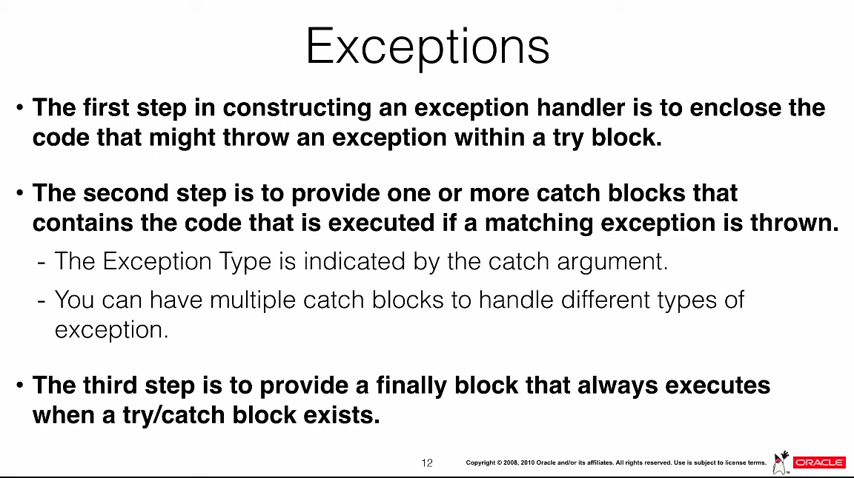 Exceptions
• The first step in constructing an exception handler is to enclose the
code that might throw an exception within a try block.
• The second step is to provide one or more catch blocks that
contains the code that is executed if a matching exception is thrown.
- The Exception Type is indicated by the catch argument.
- You can have multiple catch blocks to handle different types of
exception.
• The third step is to provide a finally block that always executes
when a try/catch block exists.
12
Copyright © 2008, 2010 Oracle and/or its affiliates. All rights reserved. Use is subject to license terms.
ORACLE